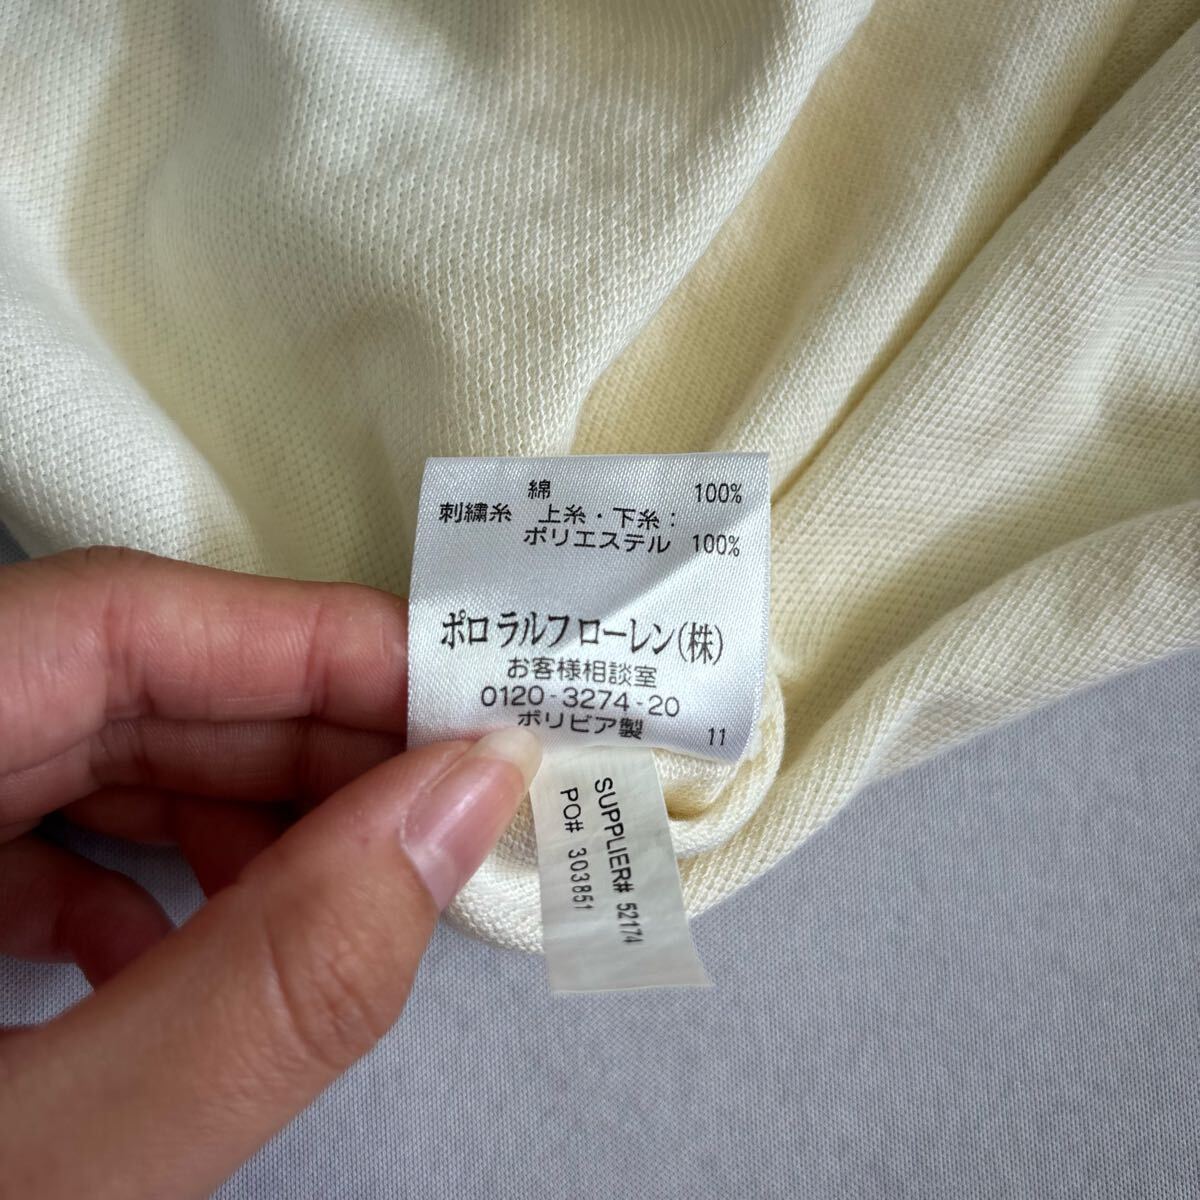 綿 100%
刺繍糸 上糸・下糸:
ポリエステル 100%
ポロ ラルフ ローレン(株)
お客様相談室
0120-3274-20
ボリビア製 11
SUPPLIER# 52174
PO# 303851